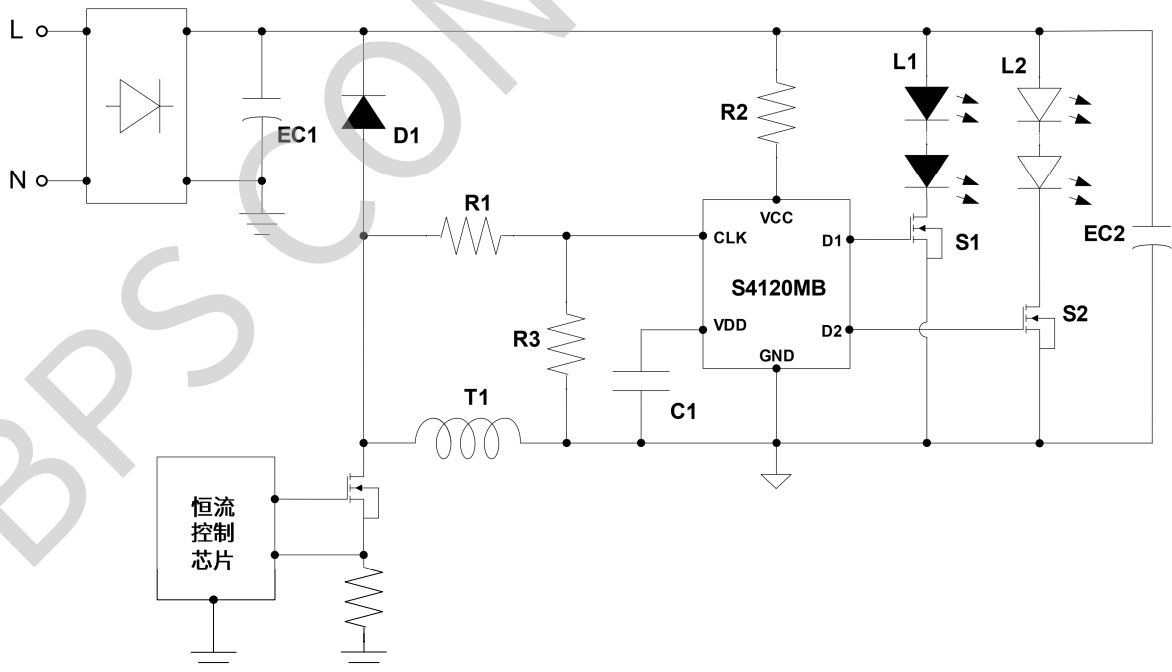 L
N
EC1
D1
R1
R2
R3
T1
C1
VCC
CLK
D1
S4120MB
VDD
D2
GND
L1
L2
S1
S2
EC2
恒流
控制
芯片
BPS CON